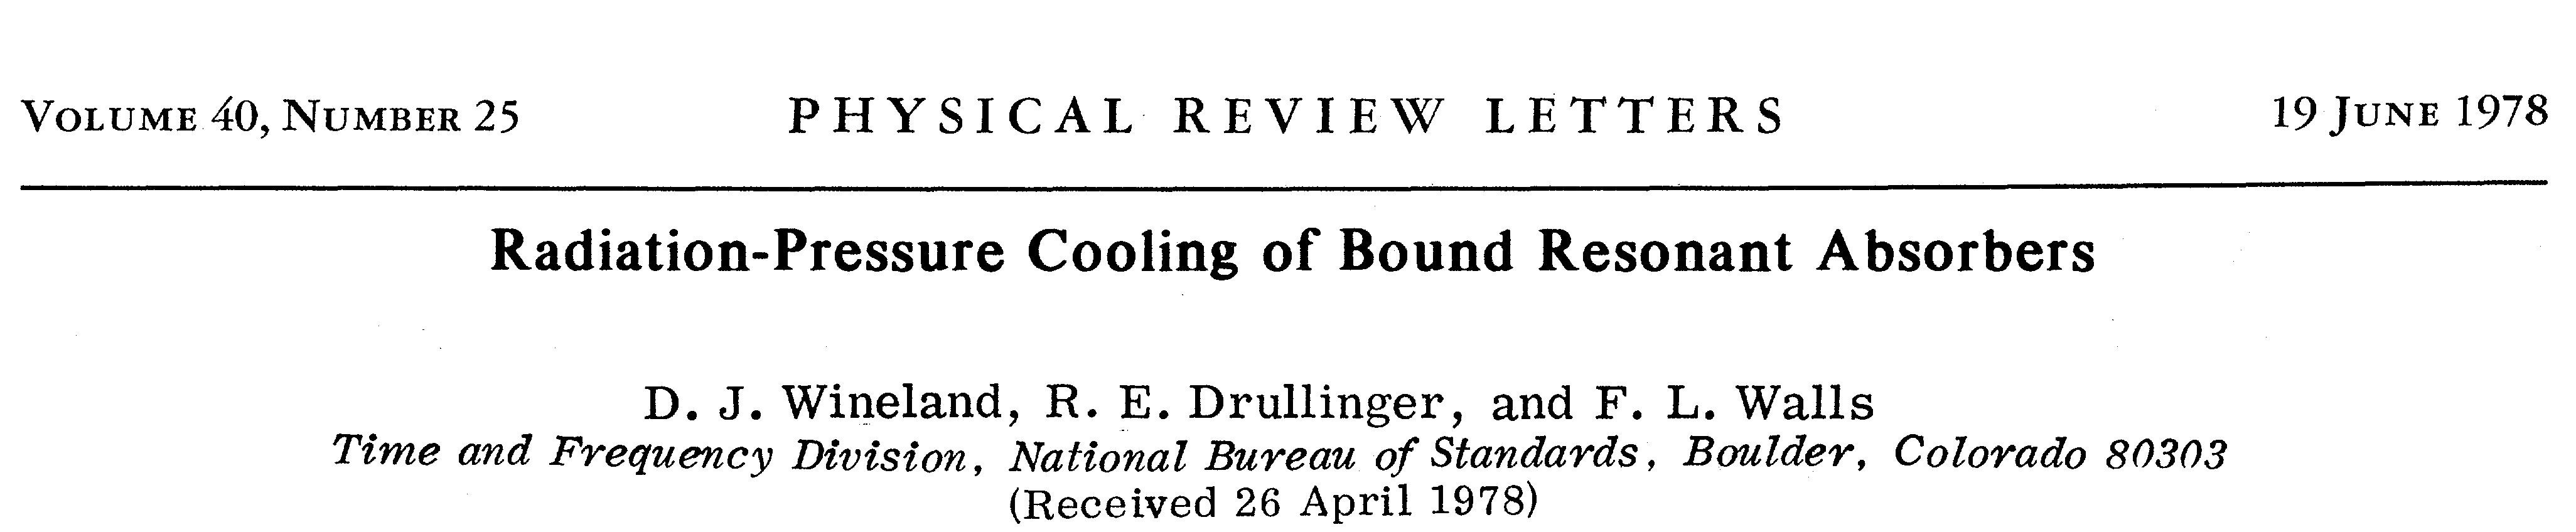 VOLUME 40, NUMBER 25 PHYSICAL REVIEW LETTERS 19 JUNE 1978
Radiation-Pressure Cooling of Bound Resonant Absorbers
D. J. Wineland, R. E. Drullinger, and F. L. Walls
Time and Frequency Division, National Bureau of Standards, Boulder, Colorado 80303
(Received 26 April 1978)